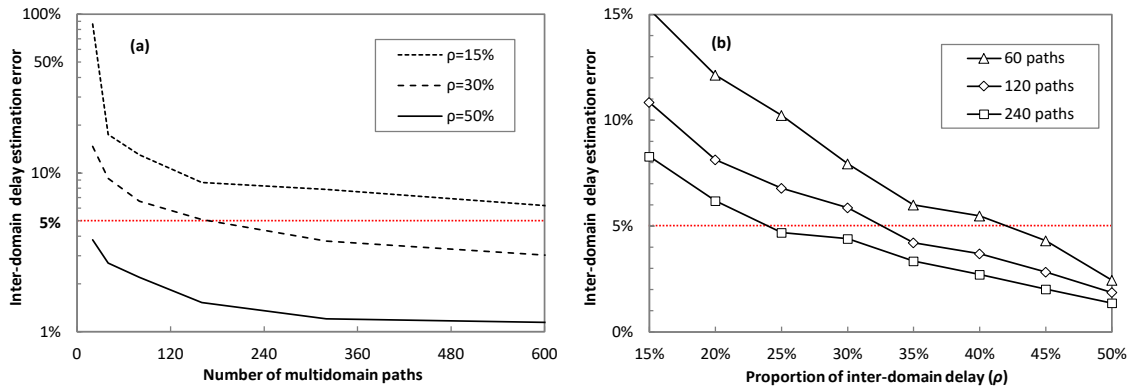 100%
50%
10%
5%
1%
Inter-domain delay estimation error
(a)
ρ=15%
ρ=30%
ρ=50%
0 120 240 360 480 600
Number of multidomain paths
15%
10%
5%
0%
Inter-domain delay estimation error
(b)
60 paths
120 paths
240 paths
15% 20% 25% 30% 35% 40% 45% 50%
Proportion of inter-domain delay (ρ)